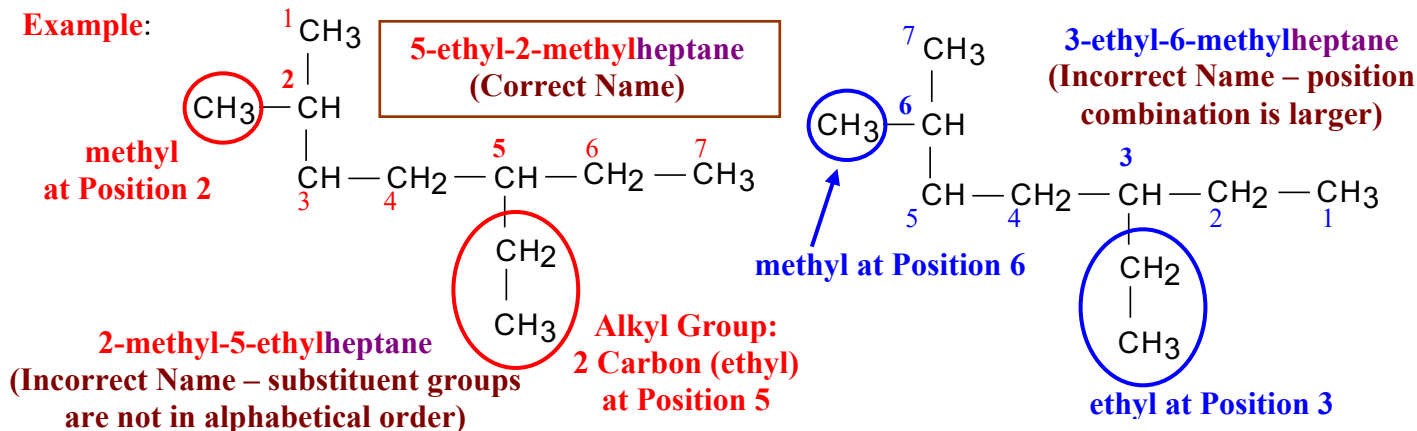 Example:
1
CH3
2
CH3
CH
methyl
at Position 2
CH
3
CH2
4
5
CH
6
CH2
7
CH3
CH2
CH3
5-ethyl-2-methylheptane
(Correct Name)
2-methyl-5-ethylheptane
(Incorrect Name – substituent groups
are not in alphabetical order)
Alkyl Group:
2 Carbon (ethyl)
at Position 5
7
CH3
6
CH3
CH
3-ethyl-6-methylheptane
(Incorrect Name – position
combination is larger)
CH
5
CH2
4
3
CH
CH2
2
CH3
1
methyl at Position 6
CH2
CH3
ethyl at Position 3